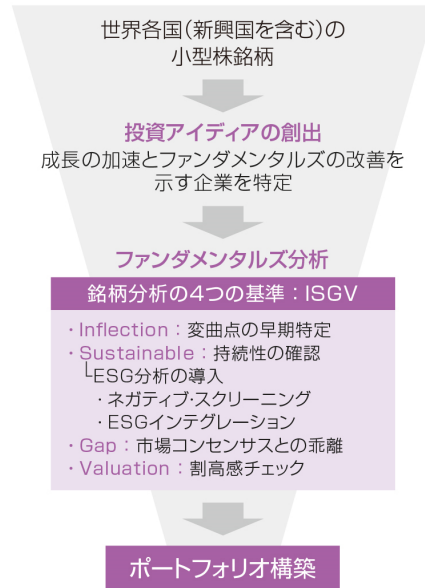 世界各国(新興国を含む)の
小型株銘柄
投資アイディアの創出
成長の加速とファンダメンタルズの改善を
示す企業を特定
ファンダメンタルズ分析
銘柄分析の4つの基準：ISGV
・Inflection：変曲点の早期特定
・Sustainable：持続性の確認
└ESG分析の導入
・ネガティブ・スクリーニング
・ESGインテグレーション
・Gap：市場コンセンサスとの乖離
・Valuation：割高感チェック
ポートフォリオ構築